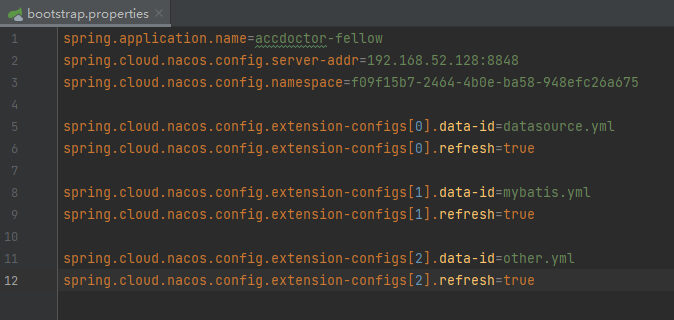 bootstrap.properties
1 spring.application.name=accdoctor-fellow
2 spring.cloud.nacos.config.server-addr=192.168.52.128:8848
3 spring.cloud.nacos.config.namespace=f09f15b7-2464-4b0e-ba58-948efc26a675
4
5 spring.cloud.nacos.config.extension-configs[0].data-id=datasource.yml
6 spring.cloud.nacos.config.extension-configs[0].refresh=true
7
8 spring.cloud.nacos.config.extension-configs[1].data-id=mybatis.yml
9 spring.cloud.nacos.config.extension-configs[1].refresh=true
10
11 spring.cloud.nacos.config.extension-configs[2].data-id=other.yml
12 spring.cloud.nacos.config.extension-configs[2].refresh=true